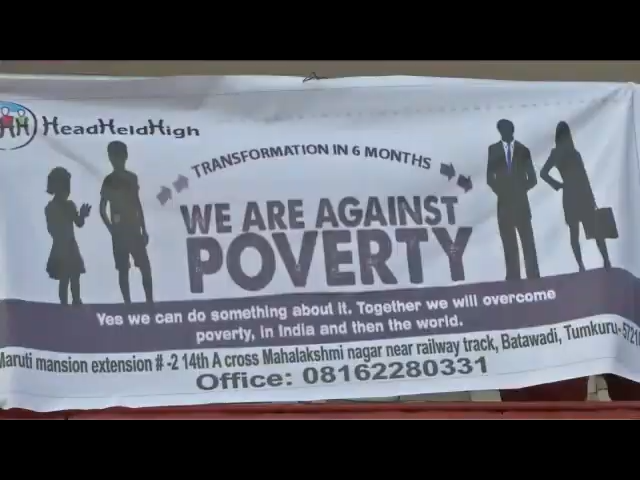 HeadHeldHigh
TRANSFORMATION IN 6 MONTHS
WE ARE AGAINST
POVERTY
Yes we can do something about it. Together we will overcome
poverty, in India and then the world.
Maruti mansion extension # -2 14th A cross Mahalakshmi nagar near railway track, Batawadi, Tumkuru-
Office: 08162280331